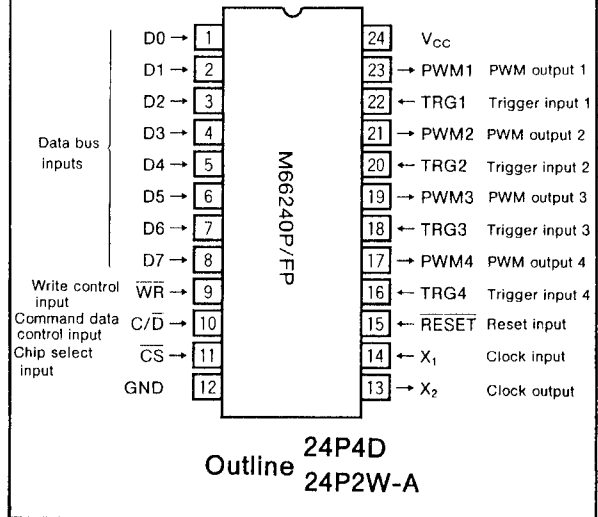 D0 → 1
D1 → 2
D2 → 3
D3 → 4
D4 → 5
D5 → 6
D6 → 7
D7 → 8
Data bus
inputs
Write control
input
W̅R̅ → 9
Command data
control input
C/D̅ → 10
Chip select
input
C̅S̅ → 11
GND 12
M66240P/FP
24 VCC
23 → PWM1 PWM output 1
22 ← TRG1 Trigger input 1
21 → PWM2 PWM output 2
20 ← TRG2 Trigger input 2
19 → PWM3 PWM output 3
18 ← TRG3 Trigger input 3
17 → PWM4 PWM output 4
16 ← TRG4 Trigger input 4
15 ← R̅E̅S̅E̅T̅ Reset input
14 ← X₁ Clock input
13 → X₂ Clock output
Outline 24P4D
24P2W-A